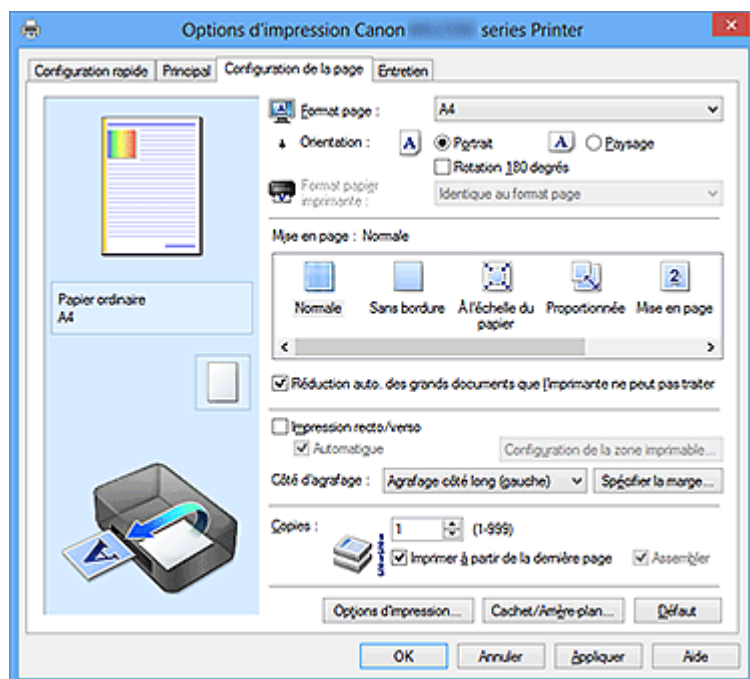 Options d'impression Canon series Printer
Configuration rapide Principal Configuration de la page Entretien
Format page : A4
Orientation : A Portrait A Paysage
Rotation 180 degrés
Format papier imprimante : Identique au format page
Mise en page : Normale
Normale Sans bordure À l'échelle du papier Proportionnée 2 Mise en page
Papier ordinaire
A4
Réduction auto. des grands documents que l'imprimante ne peut pas traiter
Impression recto/verso
Automatique Configuration de la zone imprimable...
Côté d'agrafage : Agrafage côté long (gauche) Spécifier la marge...
Copies : 1 (1-999)
Imprimer à partir de la dernière page Assembler
Options d'impression... Cachet/Arrière-plan... Défaut
OK Annuler Appliquer Aide